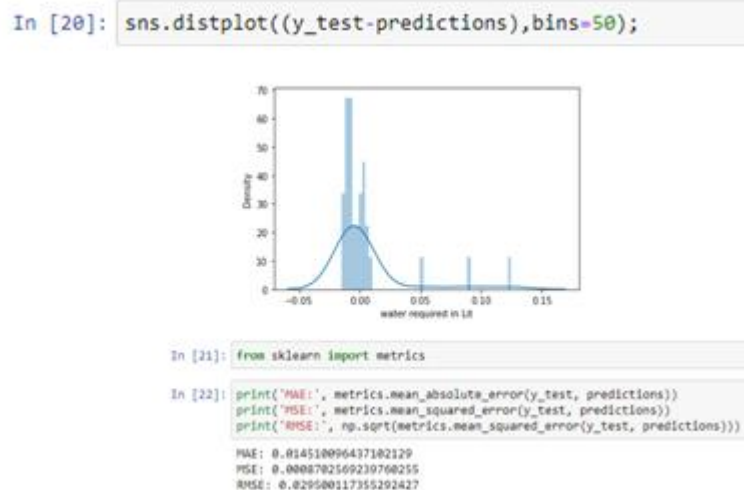 In [20]: sns.distplot((y_test-predictions),bins=50);
70
60
50
40
30
20
10
0
Density
-0.05 0.00 0.05 0.10 0.15
water required in Lit
In [21]: from sklearn import metrics
In [22]: print('MAE:', metrics.mean_absolute_error(y_test, predictions))
print('MSE:', metrics.mean_squared_error(y_test, predictions))
print('RMSE:', np.sqrt(metrics.mean_squared_error(y_test, predictions)))
MAE: 0.014510096437102129
MSE: 0.0008702569239760255
RMSE: 0.029500117355292427